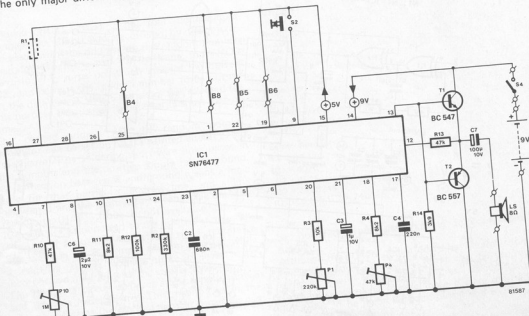 he only major
R1
B4
B8
B5
B6
S2
5V
9V
T1
BC 547
S4
16
27
28
26
25
1
22
19
9
15
14
13
12
IC1
SN76477
R13
47k
C7
100µ
10V
9V
T2
BC 557
LS
8Ω
4
7
8
10
11
24
23
2
5
6
20
21
18
17
R10
47k
C6
2µ2
10V
R11
8k2
R12
100k
R2
330k
C2
680n
R3
10k
C3
1µ
10V
R4
8k2
C4
220n
R14
3k9
P10
1M
P1
220k
P4
47k
81587